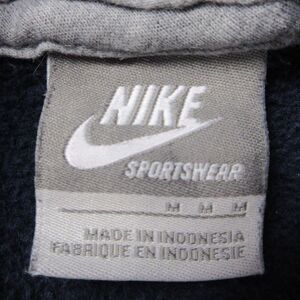 NIKE
SPORTSWEAR
M M M
MADE IN INDONESIA
FABRIQUE EN INDONESIE